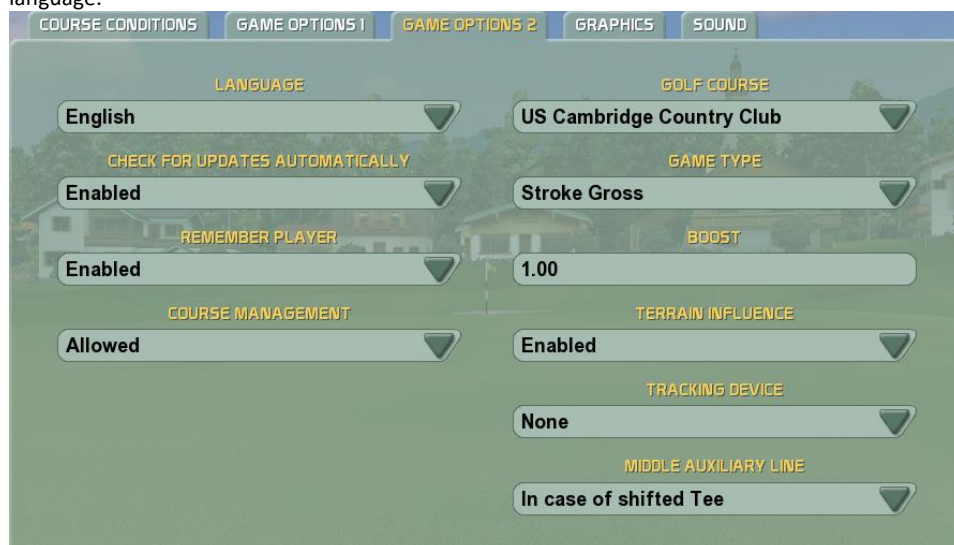 language.
COURSE CONDITIONS GAME OPTIONS 1 GAME OPTIONS 2 GRAPHICS SOUND
LANGUAGE
English
CHECK FOR UPDATES AUTOMATICALLY
Enabled
REMEMBER PLAYER
Enabled
COURSE MANAGEMENT
Allowed
GOLF COURSE
US Cambridge Country Club
GAME TYPE
Stroke Gross
BOOST
1.00
TERRAIN INFLUENCE
Enabled
TRACKING DEVICE
None
MIDDLE AUXILIARY LINE
In case of shifted Tee